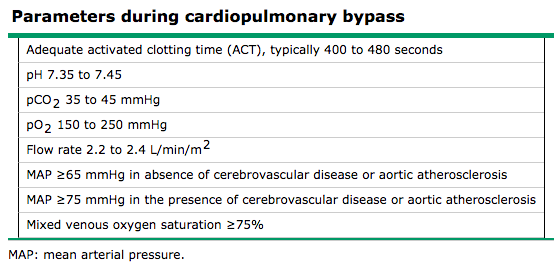 Parameters during cardiopulmonary bypass
Adequate activated clotting time (ACT), typically 400 to 480 seconds
pH 7.35 to 7.45
pCO₂ 35 to 45 mmHg
pO₂ 150 to 250 mmHg
Flow rate 2.2 to 2.4 L/min/m²
MAP ≥65 mmHg in absence of cerebrovascular disease or aortic atherosclerosis
MAP ≥75 mmHg in the presence of cerebrovascular disease or aortic atherosclerosis
Mixed venous oxygen saturation ≥75%
MAP: mean arterial pressure.